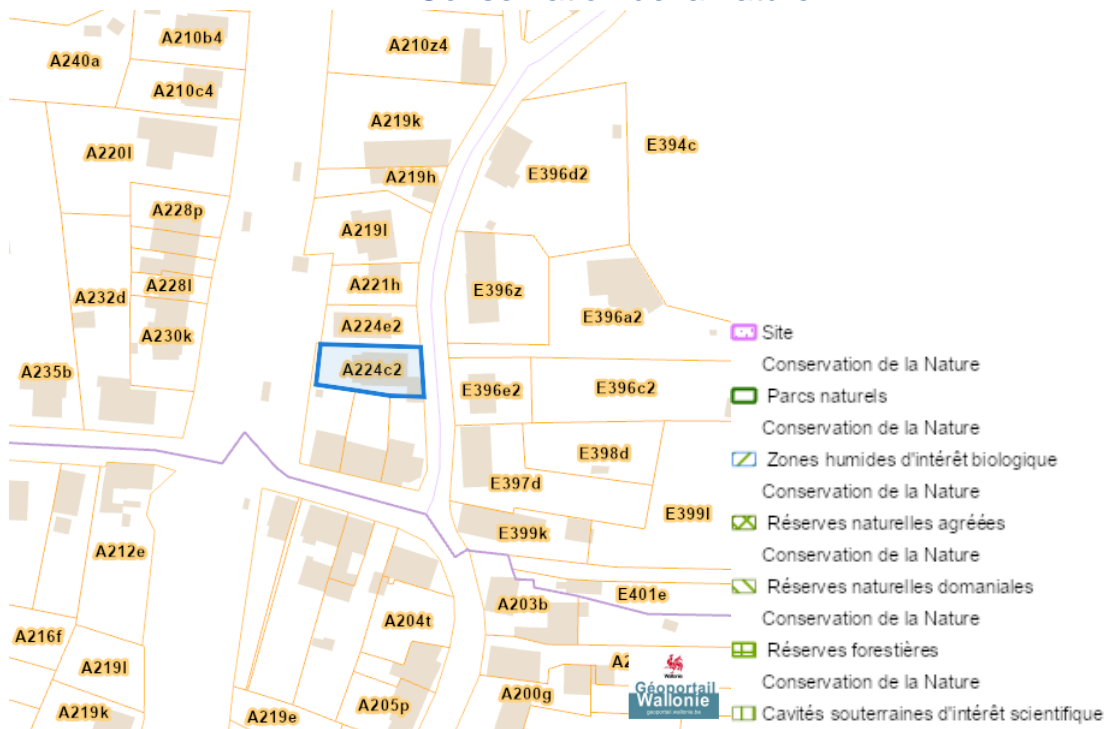 A210b4
A210z4
A240a
A210c4
A219k
A220l
E394c
A219h
E396d2
A228p
A219l
A228l
A221h
E396z
A232d
E396a2
A224e2
A230k
Site
A224c2
Conservation de la Nature
A235b
E396e2
E396c2
Parcs naturels
Conservation de la Nature
E398d
Zones humides d'intérêt biologique
E397d
Conservation de la Nature
E399l
Réserves naturelles agréées
E399k
A212e
Conservation de la Nature
E401e
Réserves naturelles domaniales
A203b
A204t
Conservation de la Nature
A216f
Réserves forestières
A219l
Wallonie
Conservation de la Nature
Géoportail
A200g
Wallonie
A205p
geoportail.wallonie.be
A219k
A219e
Cavités souterraines d'intérêt scientifique